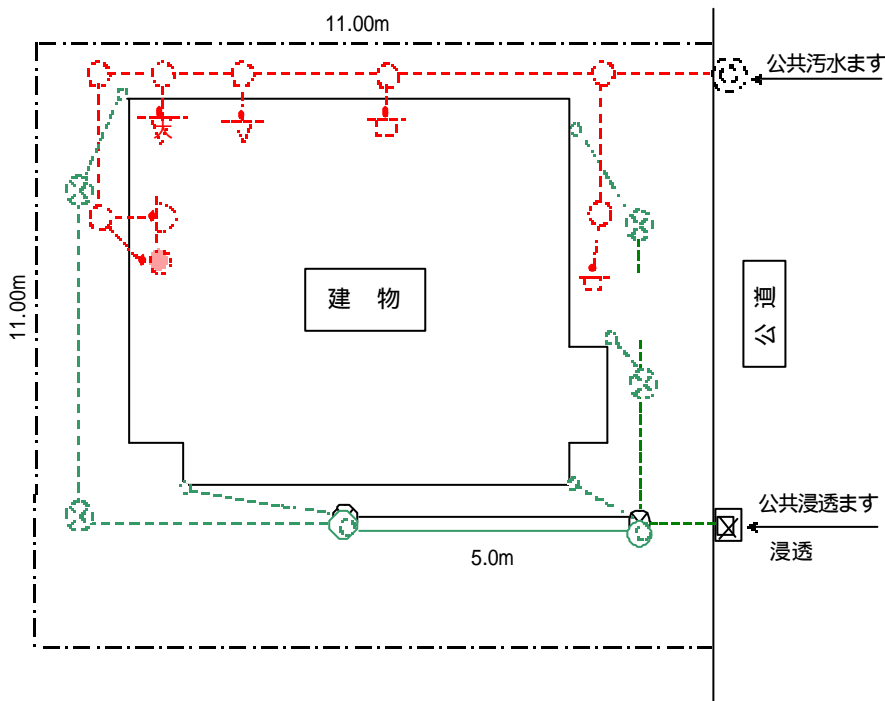 11.00m
公共汚水ます
大
11.00m
建 物
公道
公共浸透ます
浸透
5.0m